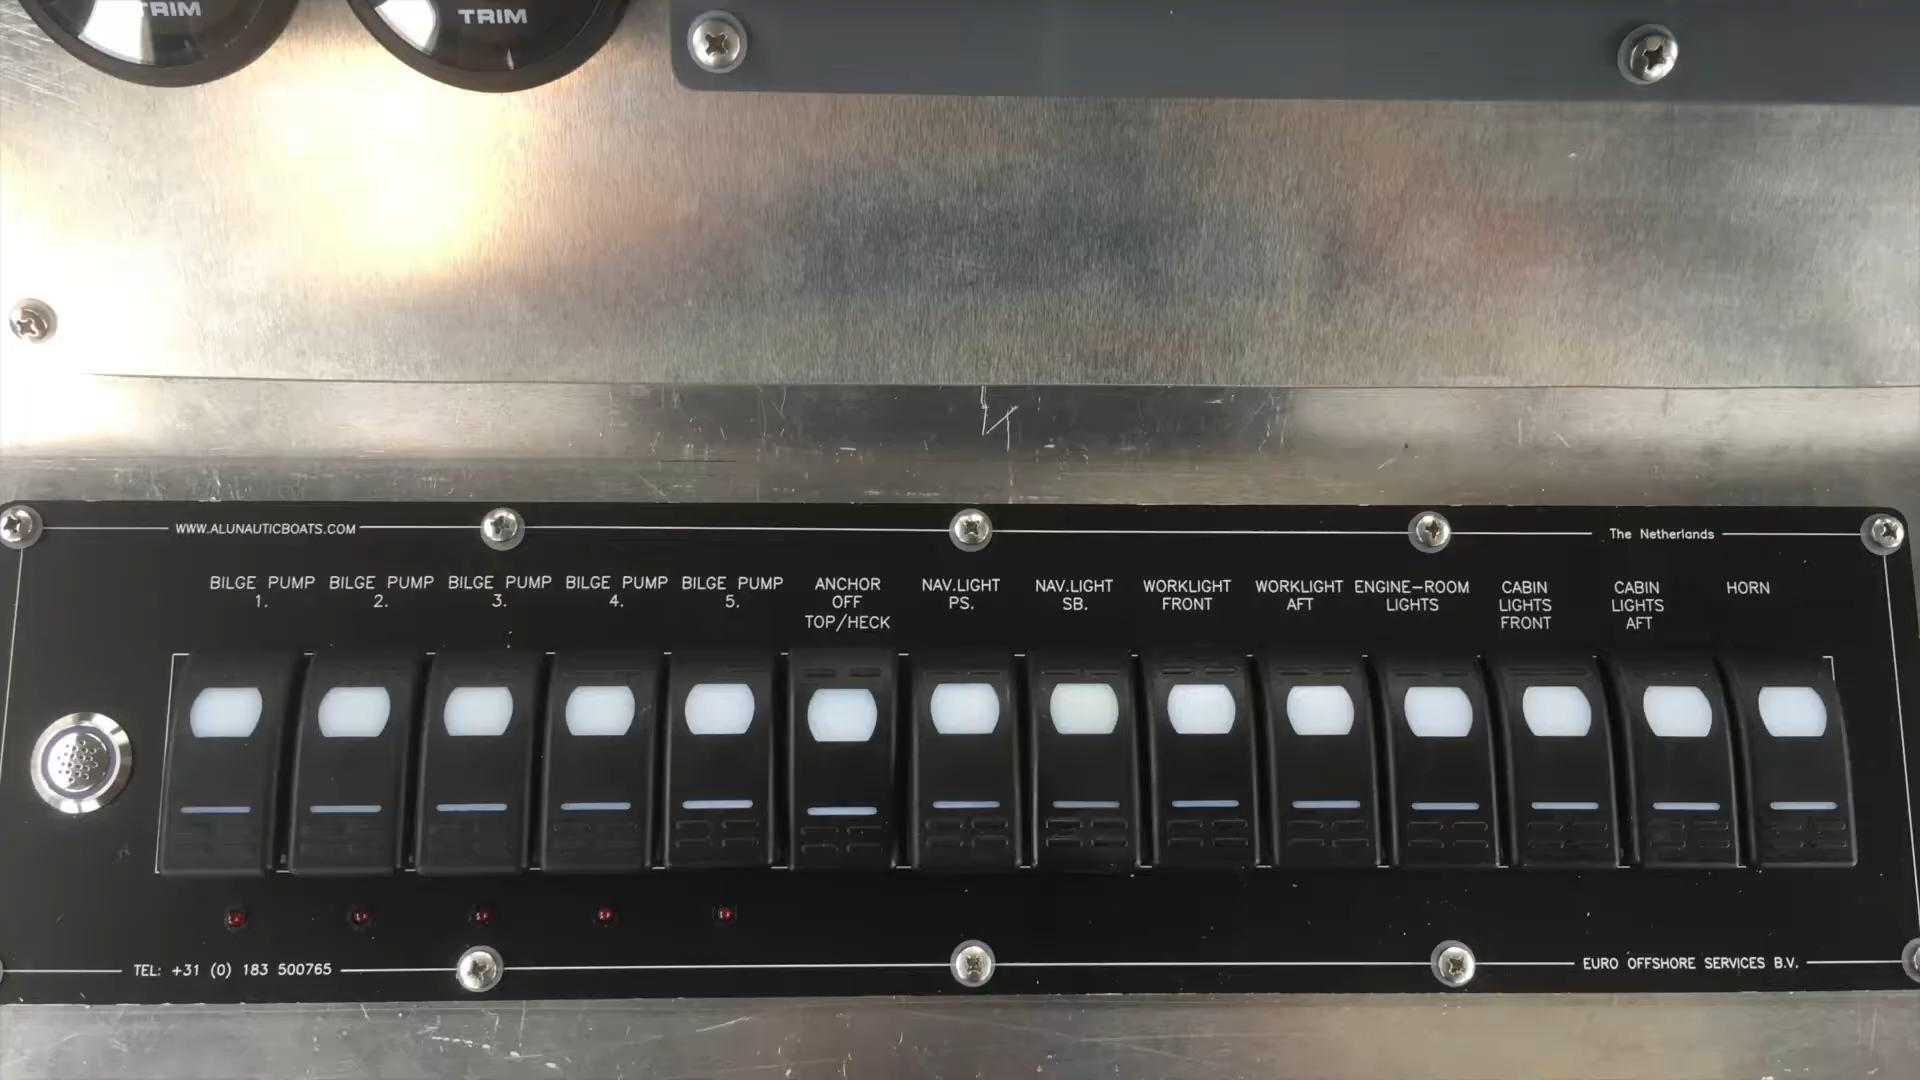 TRIM
TRIM
WWW.ALUNAUTICBOATS.COM
The Netherlands
BILGE PUMP
1.
BILGE PUMP
2.
BILGE PUMP
3.
BILGE PUMP
4.
BILGE PUMP
5.
ANCHOR
OFF
TOP/HECK
NAV.LIGHT
PS.
NAV.LIGHT
SB.
WORKLIGHT
FRONT
WORKLIGHT
AFT
ENGINE-ROOM
LIGHTS
CABIN
LIGHTS
FRONT
CABIN
LIGHTS
AFT
HORN
TEL: +31 (0) 183 500765
EURO OFFSHORE SERVICES B.V.